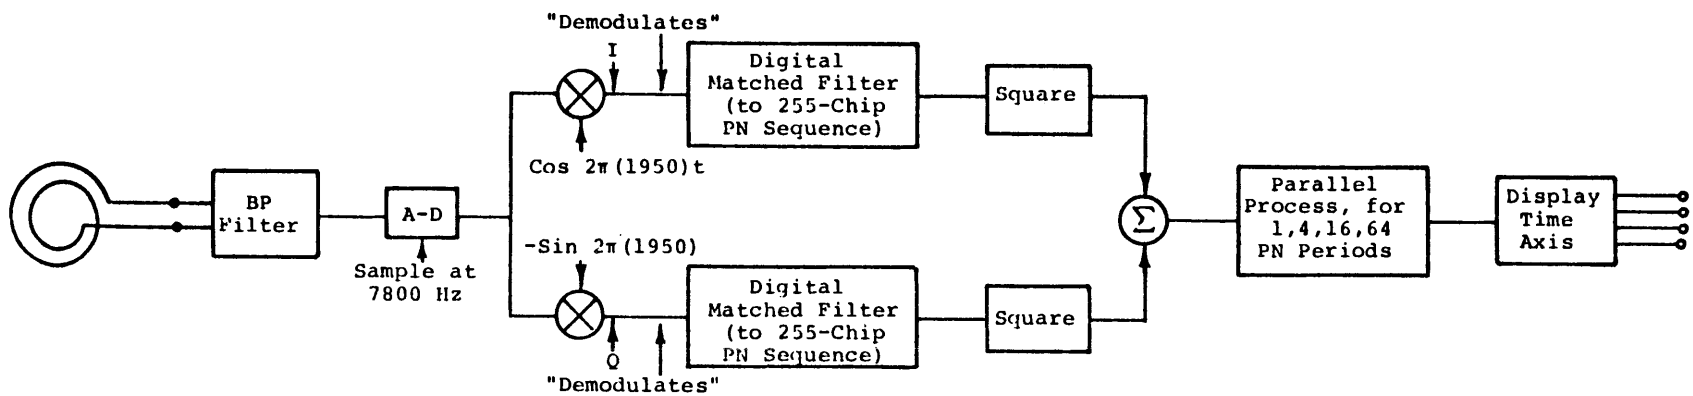 "Demodulates"
I
Digital
Matched Filter
(to 255-Chip
PN Sequence)
Square
Cos 2π(1950)t
BP
Filter
A-D
Sample at
7800 Hz
-Sin 2π(1950)
Q
"Demodulates"
Digital
Matched Filter
(to 255-Chip
PN Sequence)
Square
Σ
Parallel
Process, for
1,4,16,64
PN Periods
Display
Time
Axis